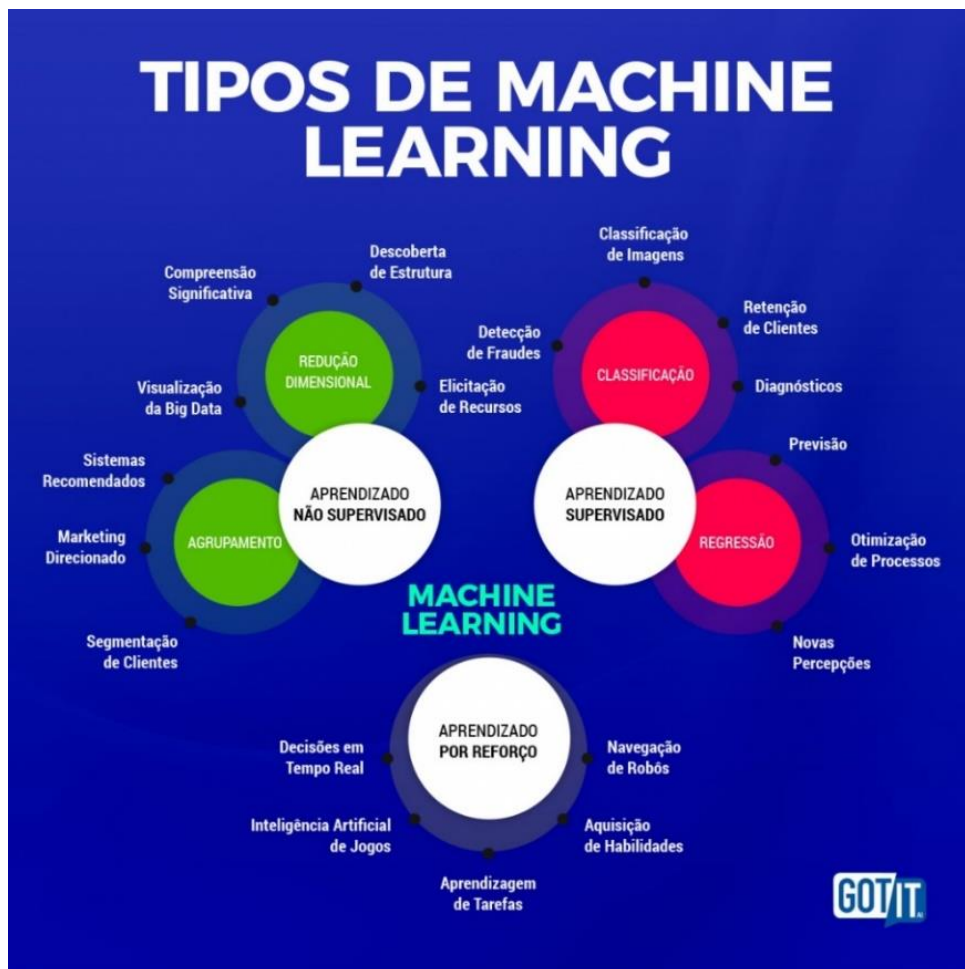 TIPOS DE MACHINE
LEARNING
Compreensão
Significativa
Descoberta
de Estrutura
Visualização
da Big Data
REDUÇÃO
DIMENSIONAL
Elicitação
de Recursos
Sistemas
Recomendados
Marketing
Direcionado
Segmentação
de Clientes
AGRUPAMENTO
APRENDIZADO
NÃO SUPERVISADO
Classificação
de Imagens
Detecção
de Fraudes
Retenção
de Clientes
CLASSIFICAÇÃO
Diagnósticos
APRENDIZADO
SUPERVISADO
Previsão
REGRESSÃO
Otimização
de Processos
Novas
Percepções
MACHINE
LEARNING
APRENDIZADO
POR REFORÇO
Decisões em
Tempo Real
Navegação
de Robôs
Inteligência Artificial
de Jogos
Aquisição
de Habilidades
Aprendizagem
de Tarefas
GOT IT.AI